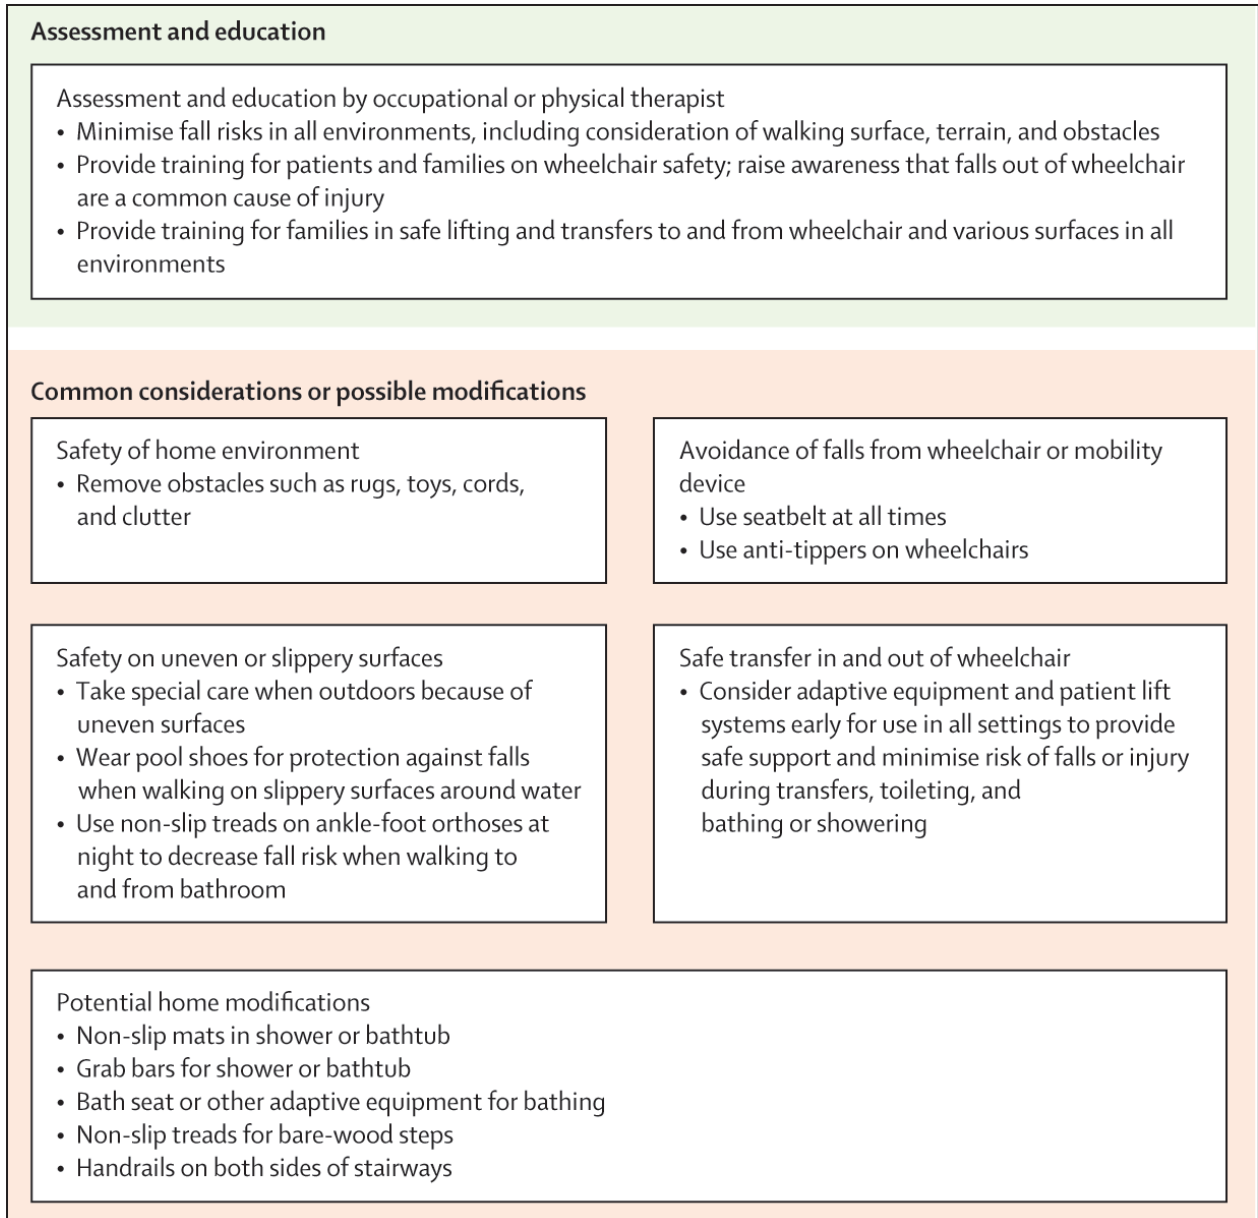 Assessment and education
Assessment and education by occupational or physical therapist
• Minimise fall risks in all environments, including consideration of walking surface, terrain, and obstacles
• Provide training for patients and families on wheelchair safety; raise awareness that falls out of wheelchair
are a common cause of injury
• Provide training for families in safe lifting and transfers to and from wheelchair and various surfaces in all
environments
Common considerations or possible modifications
Safety of home environment
• Remove obstacles such as rugs, toys, cords,
and clutter
Avoidance of falls from wheelchair or mobility
device
• Use seatbelt at all times
• Use anti-tippers on wheelchairs
Safety on uneven or slippery surfaces
• Take special care when outdoors because of
uneven surfaces
• Wear pool shoes for protection against falls
when walking on slippery surfaces around water
• Use non-slip treads on ankle-foot orthoses at
night to decrease fall risk when walking to
and from bathroom
Safe transfer in and out of wheelchair
• Consider adaptive equipment and patient lift
systems early for use in all settings to provide
safe support and minimise risk of falls or injury
during transfers, toileting, and
bathing or showering
Potential home modifications
• Non-slip mats in shower or bathtub
• Grab bars for shower or bathtub
• Bath seat or other adaptive equipment for bathing
• Non-slip treads for bare-wood steps
• Handrails on both sides of stairways